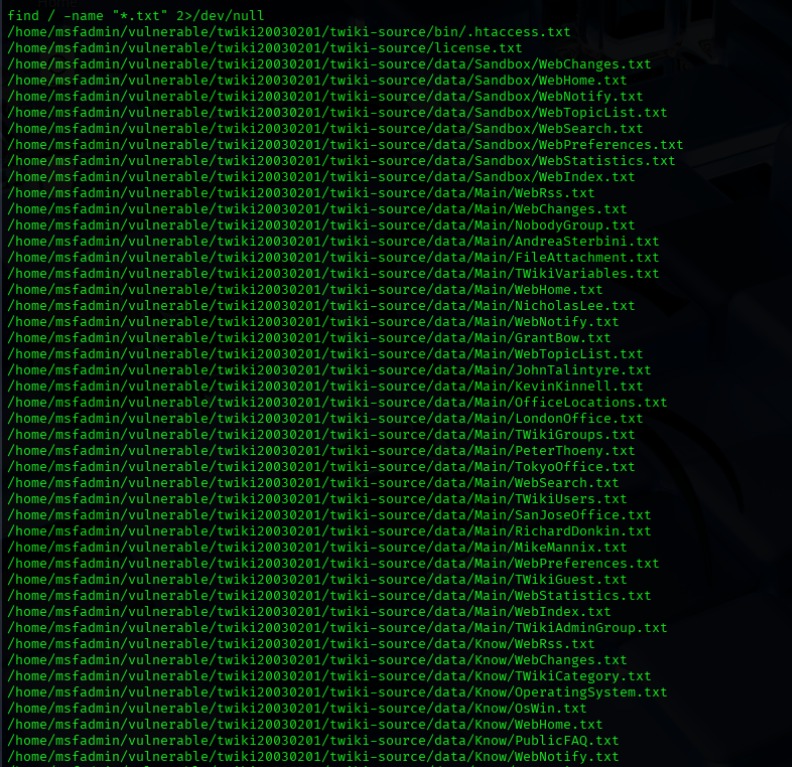 find / -name "*.txt" 2>/dev/null
/home/msfadmin/vulnerable/twiki20030201/twiki-source/bin/.htaccess.txt
/home/msfadmin/vulnerable/twiki20030201/twiki-source/license.txt
/home/msfadmin/vulnerable/twiki20030201/twiki-source/data/Sandbox/WebChanges.txt
/home/msfadmin/vulnerable/twiki20030201/twiki-source/data/Sandbox/WebHome.txt
/home/msfadmin/vulnerable/twiki20030201/twiki-source/data/Sandbox/WebNotify.txt
/home/msfadmin/vulnerable/twiki20030201/twiki-source/data/Sandbox/WebTopicList.txt
/home/msfadmin/vulnerable/twiki20030201/twiki-source/data/Sandbox/WebSearch.txt
/home/msfadmin/vulnerable/twiki20030201/twiki-source/data/Sandbox/WebPreferences.txt
/home/msfadmin/vulnerable/twiki20030201/twiki-source/data/Sandbox/WebStatistics.txt
/home/msfadmin/vulnerable/twiki20030201/twiki-source/data/Sandbox/WebIndex.txt
/home/msfadmin/vulnerable/twiki20030201/twiki-source/data/Main/WebRss.txt
/home/msfadmin/vulnerable/twiki20030201/twiki-source/data/Main/WebChanges.txt
/home/msfadmin/vulnerable/twiki20030201/twiki-source/data/Main/NobodyGroup.txt
/home/msfadmin/vulnerable/twiki20030201/twiki-source/data/Main/AndreaSterbini.txt
/home/msfadmin/vulnerable/twiki20030201/twiki-source/data/Main/FileAttachment.txt
/home/msfadmin/vulnerable/twiki20030201/twiki-source/data/Main/TWikiVariables.txt
/home/msfadmin/vulnerable/twiki20030201/twiki-source/data/Main/WebHome.txt
/home/msfadmin/vulnerable/twiki20030201/twiki-source/data/Main/NicholasLee.txt
/home/msfadmin/vulnerable/twiki20030201/twiki-source/data/Main/WebNotify.txt
/home/msfadmin/vulnerable/twiki20030201/twiki-source/data/Main/GrantBow.txt
/home/msfadmin/vulnerable/twiki20030201/twiki-source/data/Main/WebTopicList.txt
/home/msfadmin/vulnerable/twiki20030201/twiki-source/data/Main/JohnTalintyre.txt
/home/msfadmin/vulnerable/twiki20030201/twiki-source/data/Main/KevinKinnell.txt
/home/msfadmin/vulnerable/twiki20030201/twiki-source/data/Main/OfficeLocations.txt
/home/msfadmin/vulnerable/twiki20030201/twiki-source/data/Main/LondonOffice.txt
/home/msfadmin/vulnerable/twiki20030201/twiki-source/data/Main/TWikiGroups.txt
/home/msfadmin/vulnerable/twiki20030201/twiki-source/data/Main/PeterThoeny.txt
/home/msfadmin/vulnerable/twiki20030201/twiki-source/data/Main/TokyoOffice.txt
/home/msfadmin/vulnerable/twiki20030201/twiki-source/data/Main/WebSearch.txt
/home/msfadmin/vulnerable/twiki20030201/twiki-source/data/Main/TWikiUsers.txt
/home/msfadmin/vulnerable/twiki20030201/twiki-source/data/Main/SanJoseOffice.txt
/home/msfadmin/vulnerable/twiki20030201/twiki-source/data/Main/RichardDonkin.txt
/home/msfadmin/vulnerable/twiki20030201/twiki-source/data/Main/MikeMannix.txt
/home/msfadmin/vulnerable/twiki20030201/twiki-source/data/Main/WebPreferences.txt
/home/msfadmin/vulnerable/twiki20030201/twiki-source/data/Main/TWikiGuest.txt
/home/msfadmin/vulnerable/twiki20030201/twiki-source/data/Main/WebStatistics.txt
/home/msfadmin/vulnerable/twiki20030201/twiki-source/data/Main/WebIndex.txt
/home/msfadmin/vulnerable/twiki20030201/twiki-source/data/Main/TWikiAdminGroup.txt
/home/msfadmin/vulnerable/twiki20030201/twiki-source/data/Know/WebRss.txt
/home/msfadmin/vulnerable/twiki20030201/twiki-source/data/Know/WebChanges.txt
/home/msfadmin/vulnerable/twiki20030201/twiki-source/data/Know/TWikiCategory.txt
/home/msfadmin/vulnerable/twiki20030201/twiki-source/data/Know/OperatingSystem.txt
/home/msfadmin/vulnerable/twiki20030201/twiki-source/data/Know/OsWin.txt
/home/msfadmin/vulnerable/twiki20030201/twiki-source/data/Know/WebHome.txt
/home/msfadmin/vulnerable/twiki20030201/twiki-source/data/Know/PublicFAQ.txt
/home/msfadmin/vulnerable/twiki20030201/twiki-source/data/Know/WebNotify.txt